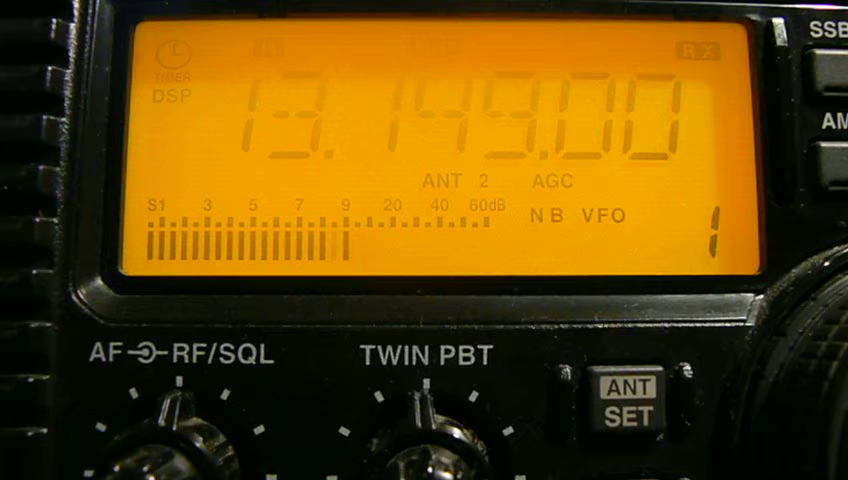 SSB
RX
TIMER
DSP
13.149.00
AM
ANT 2 AGC
S1 3 5 7 9 20 40 60dB
NB VFO
1
AF RF/SQL
TWIN PBT
ANT
SET